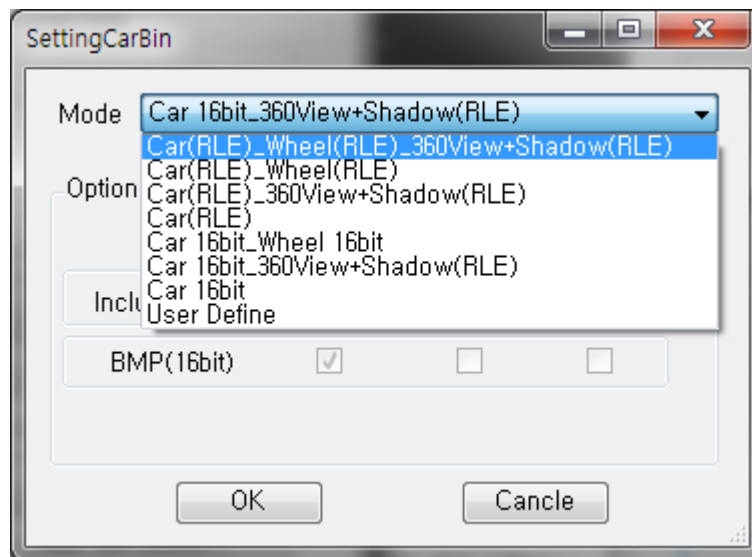 SettingCarBin
Mode Car 16bit_360View+Shadow(RLE)
Car(RLE)_Wheel(RLE)_360View+Shadow(RLE)
Car(RLE)_Wheel(RLE)
Option
Car(RLE)_360View+Shadow(RLE)
Car(RLE)
Car 16bit_Wheel 16bit
Car 16bit_360View+Shadow(RLE)
Car 16bit
User Define
BMP(16bit)
OK Cancle